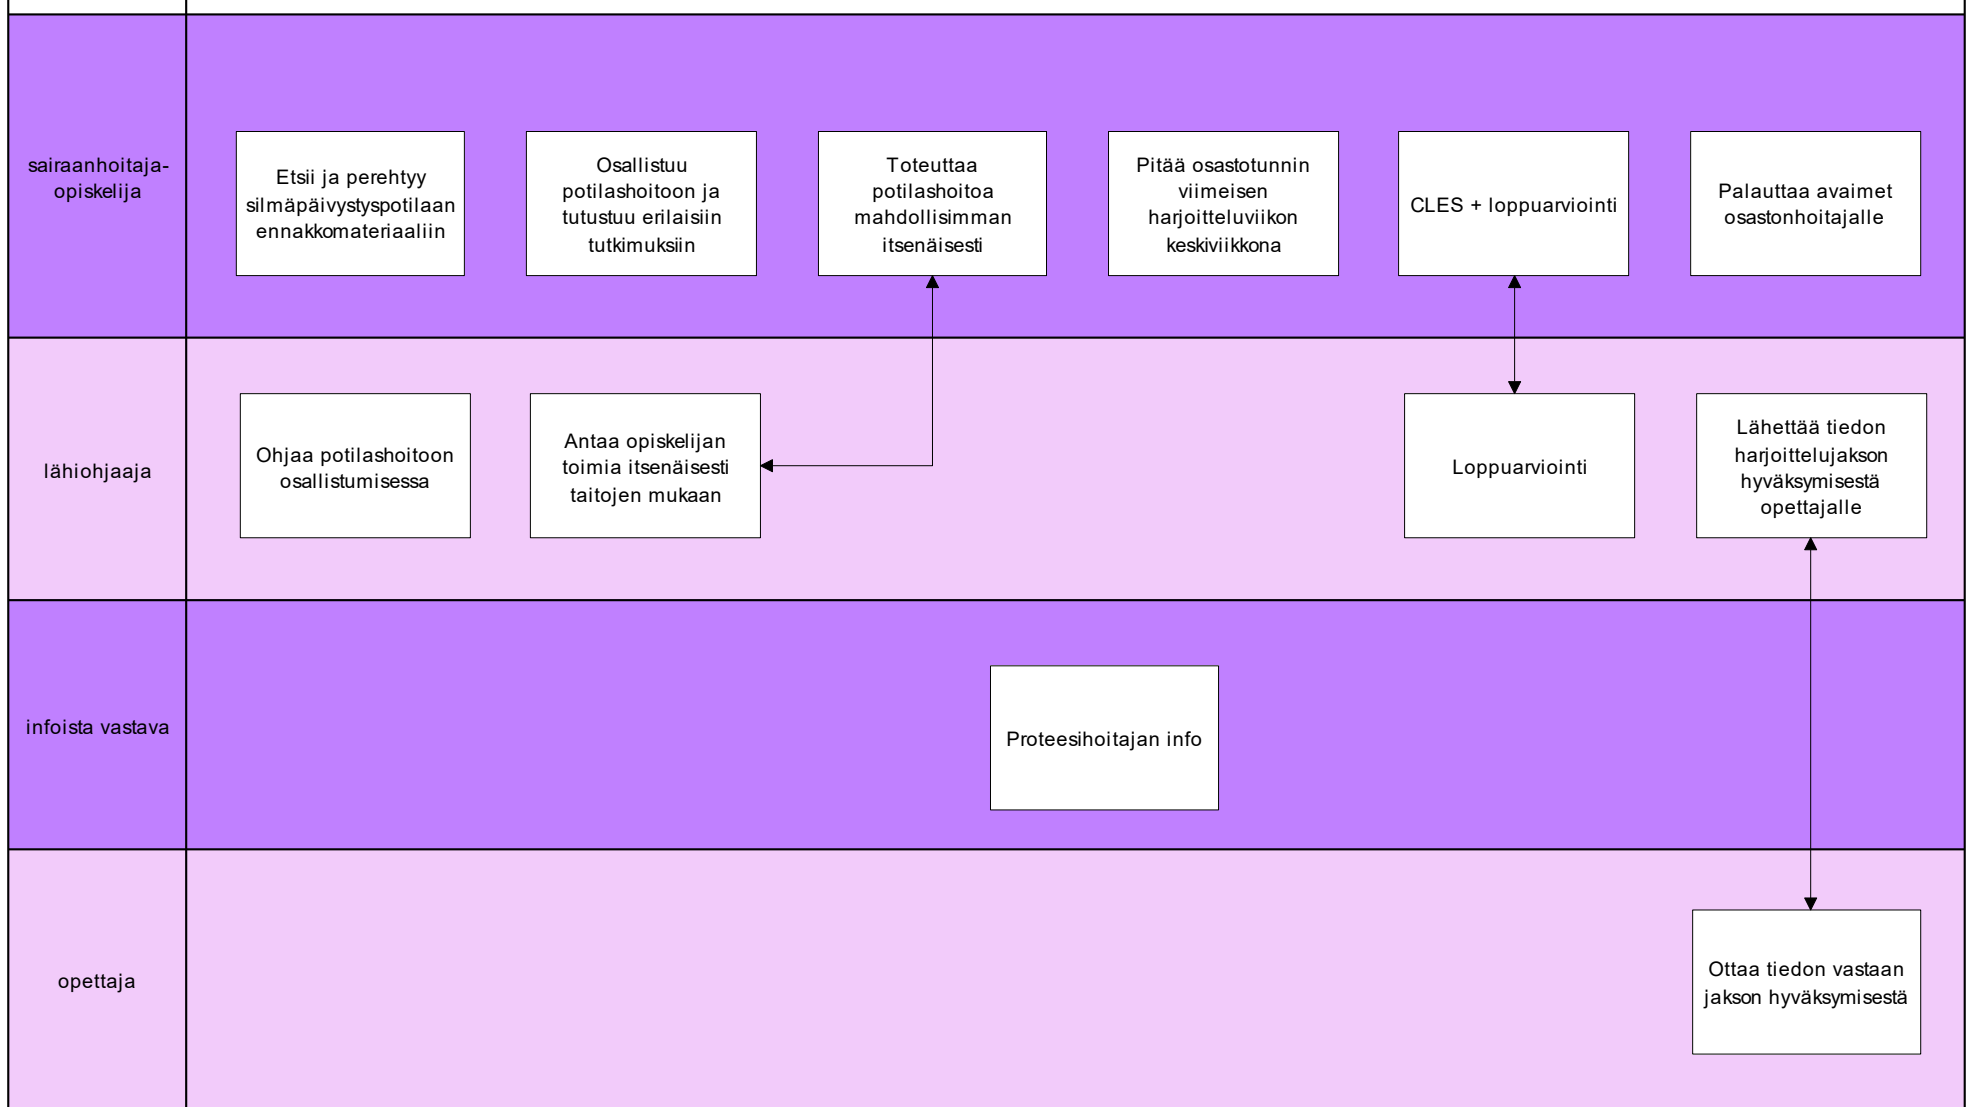 sairaanhoitaja-
opiskelija
Etsii ja perehtyy
silmäpäivystyspotilaan
ennakkomateriaaliin
Osallistuu
potilashoitoon ja
tutustuu erilaisiin
tutkimuksiin
Toteuttaa
potilashoitoa
mahdollisimman
itsenäisesti
Pitää osastotunnin
viimeisen
harjoitteluviikon
keskiviikkona
CLES + loppuarviointi
Palauttaa avaimet
osastonhoitajalle
lähiohjaaja
Ohjaa potilashoitoon
osallistumisessa
Antaa opiskelijan
toimia itsenäisesti
taitojen mukaan
Loppuarviointi
Lähettää tiedon
harjoittelujakson
hyväksymisestä
opettajalle
infoista vastava
Proteesihoitajan info
opettaja
Ottaa tiedon vastaan
jakson hyväksymisestä